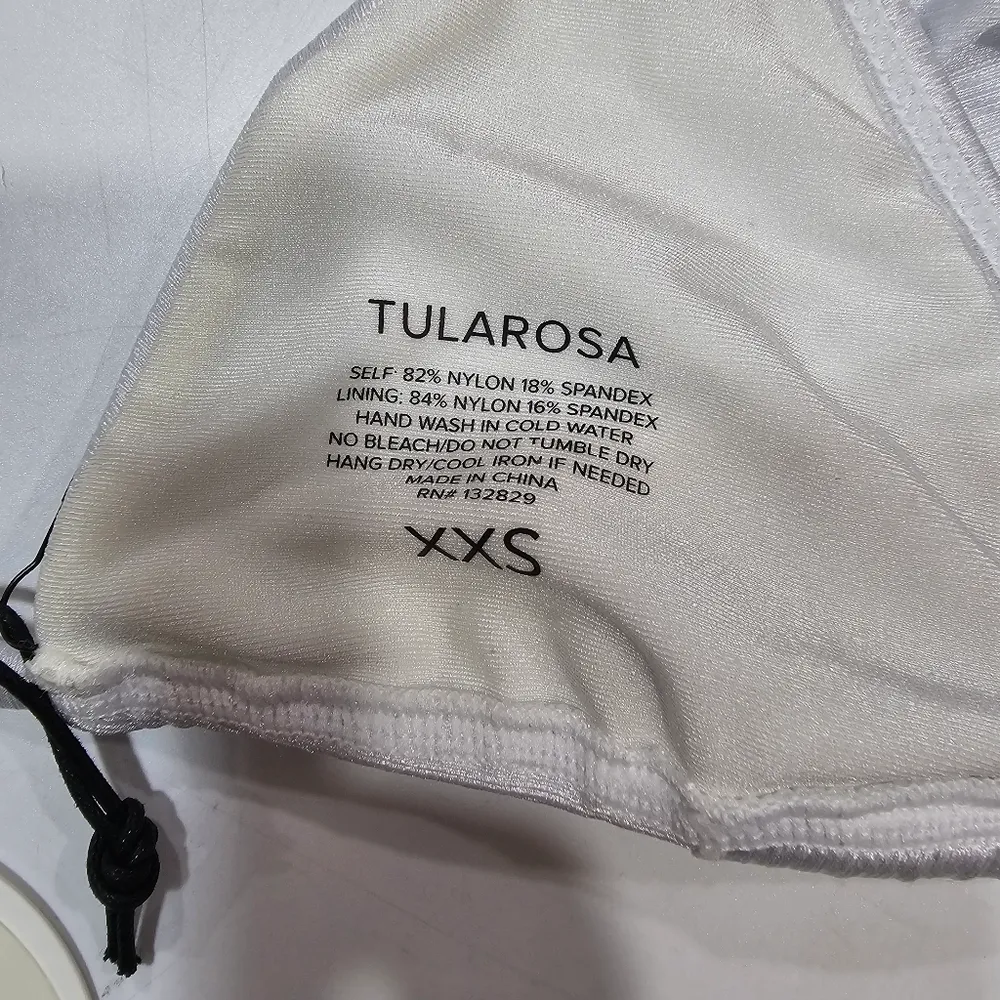 TULAROSA
SELF: 82% NYLON 18% SPANDEX
LINING: 84% NYLON 16% SPANDEX
HAND WASH IN COLD WATER
NO BLEACH/DO NOT TUMBLE DRY
HANG DRY/COOL IRON IF NEEDED
MADE IN CHINA
RN# 132829
XXS